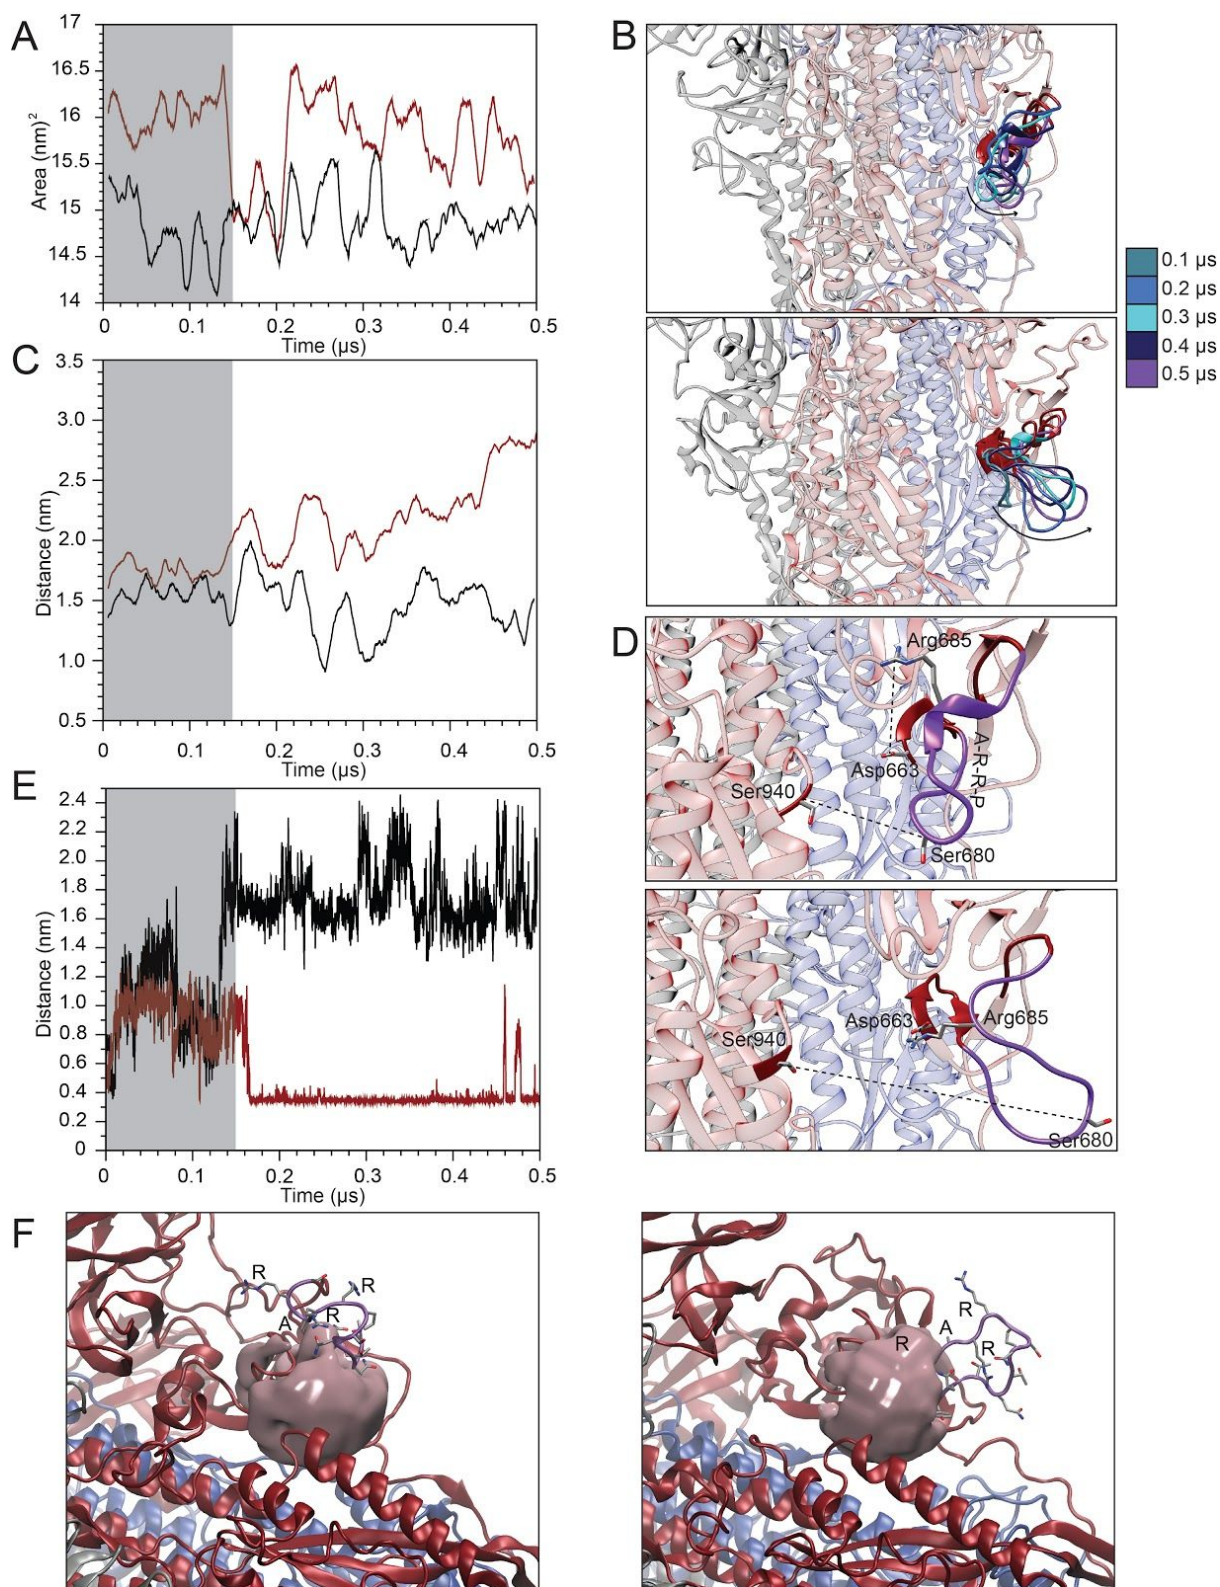 A
17
16.5
16
15.5
15
14.5
14
Area (nm)²
0
0.1
0.2
0.3
0.4
0.5
Time (µs)
B
0.1 µs
0.2 µs
0.3 µs
0.4 µs
0.5 µs
C
3.5
3.0
2.5
2.0
1.5
1.0
0.5
Distance (nm)
0
0.1
0.2
0.3
0.4
0.5
Time (µs)
D
Arg685
A-R-R-P
Asp663
Ser940
Ser680
Asp663
Arg685
Ser940
Ser680
E
2.4
2.2
2.0
1.8
1.6
1.4
1.2
1.0
0.8
0.6
0.4
0.2
0
Distance (nm)
0
0.1
0.2
0.3
0.4
0.5
Time (µs)
F
R
R
A
R
R
A
R
R